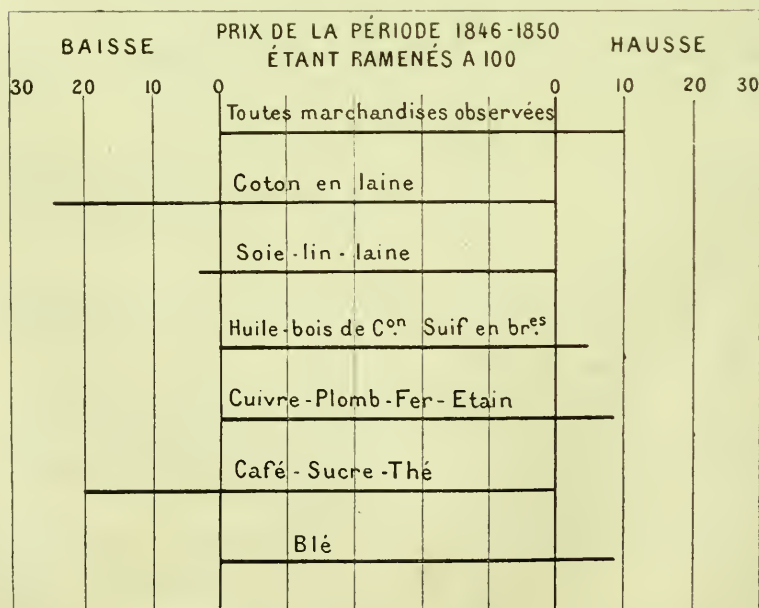 BAISSE
PRIX DE LA PÉRIODE 1846-1850
ÉTANT RAMENÉS A 100
HAUSSE
30 20 10 0 0 10 20 30
Toutes marchandises observées
Coton en laine
Soie-lin-laine
Huile-bois de Con. Suif en br.es
Cuivre-Plomb-Fer-Etain
Café-Sucre-Thé
Blé